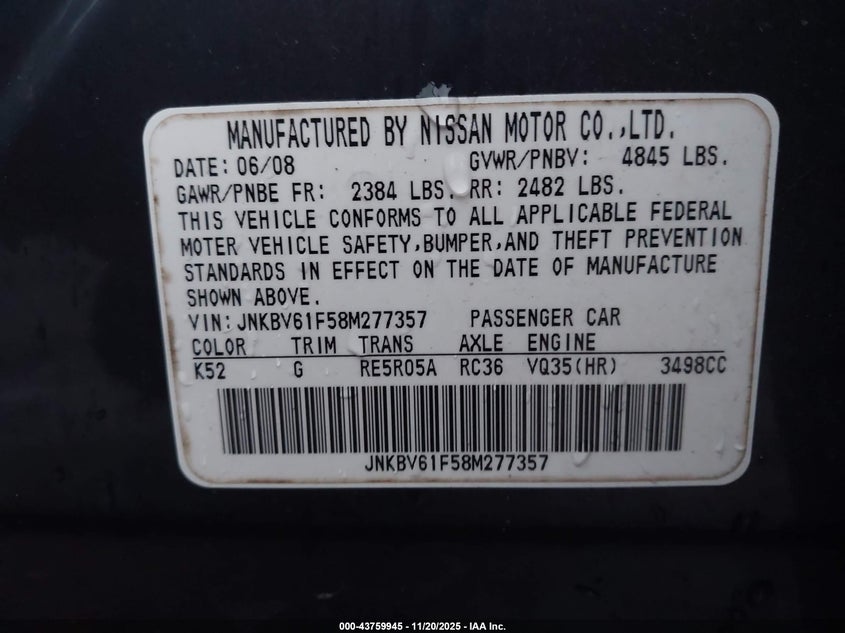 MANUFACTURED BY NISSAN MOTOR CO.,LTD.
DATE: 06/08 GVWR/PNBV: 4845 LBS.
GAWR/PNBE FR: 2384 LBS. RR: 2482 LBS.
THIS VEHICLE CONFORMS TO ALL APPLICABLE FEDERAL
MOTER VEHICLE SAFETY,BUMPER,AND THEFT PREVENTION
STANDARDS IN EFFECT ON THE DATE OF MANUFACTURE
SHOWN ABOVE.
VIN: JNKBV61F58M277357 PASSENGER CAR
COLOR TRIM TRANS AXLE ENGINE
K52 G RE5R05A RC36 VQ35(HR) 3498CC
JNKBV61F58M277357
000-43759945 - 11/20/2025 - IAA Inc.